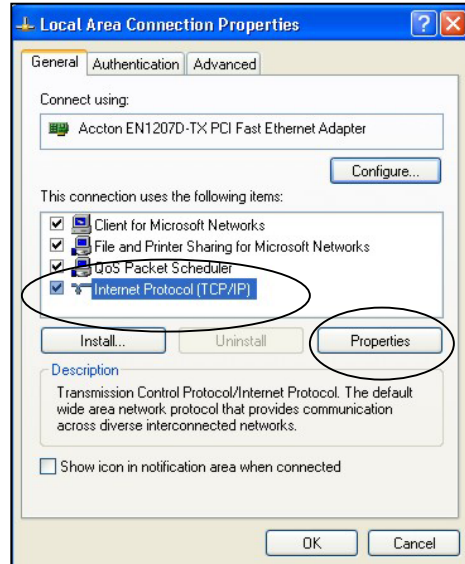 Local Area Connection Properties
General Authentication Advanced
Connect using:
Accton EN1207D-TX PCI Fast Ethernet Adapter
Configure...
This connection uses the following items:
Client for Microsoft Networks
File and Printer Sharing for Microsoft Networks
QoS Packet Scheduler
Internet Protocol (TCP/IP)
Install... Uninstall Properties
Description
Transmission Control Protocol/Internet Protocol. The default
wide area network protocol that provides communication
across diverse interconnected networks.
Show icon in notification area when connected
OK Cancel